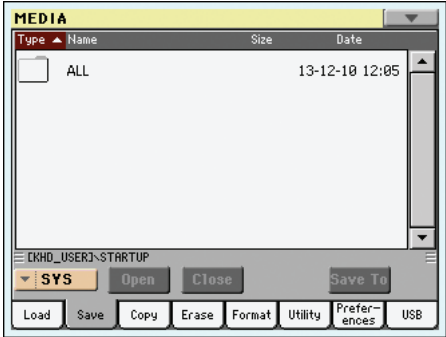 MEDIA
Type Name Size Date
ALL 13-12-10 12:05
[KHD_USER]\STARTUP
SYS Open Close Save To
Load Save Copy Erase Format Utility Prefer-
ences USB